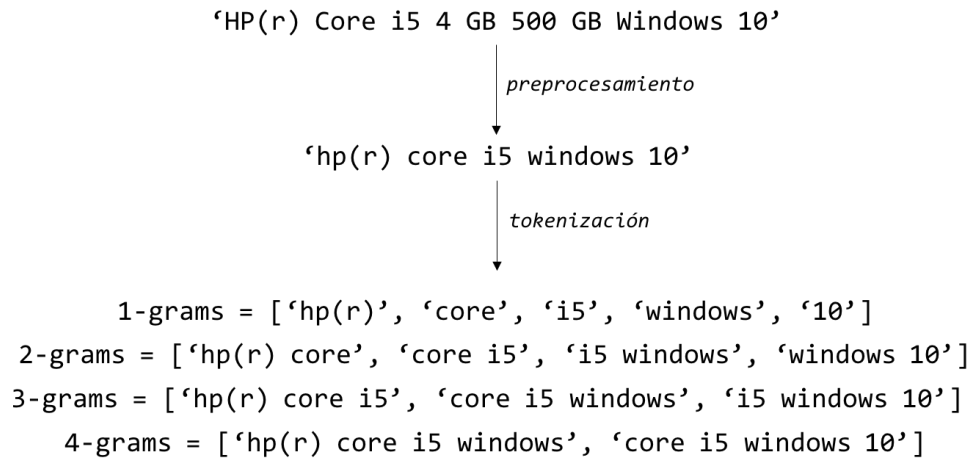 ‘HP(r) Core i5 4 GB 500 GB Windows 10’
preprocesamiento
‘hp(r) core i5 windows 10’
tokenización
1-grams = [‘hp(r)’, ‘core’, ‘i5’, ‘windows’, ‘10’]
2-grams = [‘hp(r) core’, ‘core i5’, ‘i5 windows’, ‘windows 10’]
3-grams = [‘hp(r) core i5’, ‘core i5 windows’, ‘i5 windows 10’]
4-grams = [‘hp(r) core i5 windows’, ‘core i5 windows 10’]